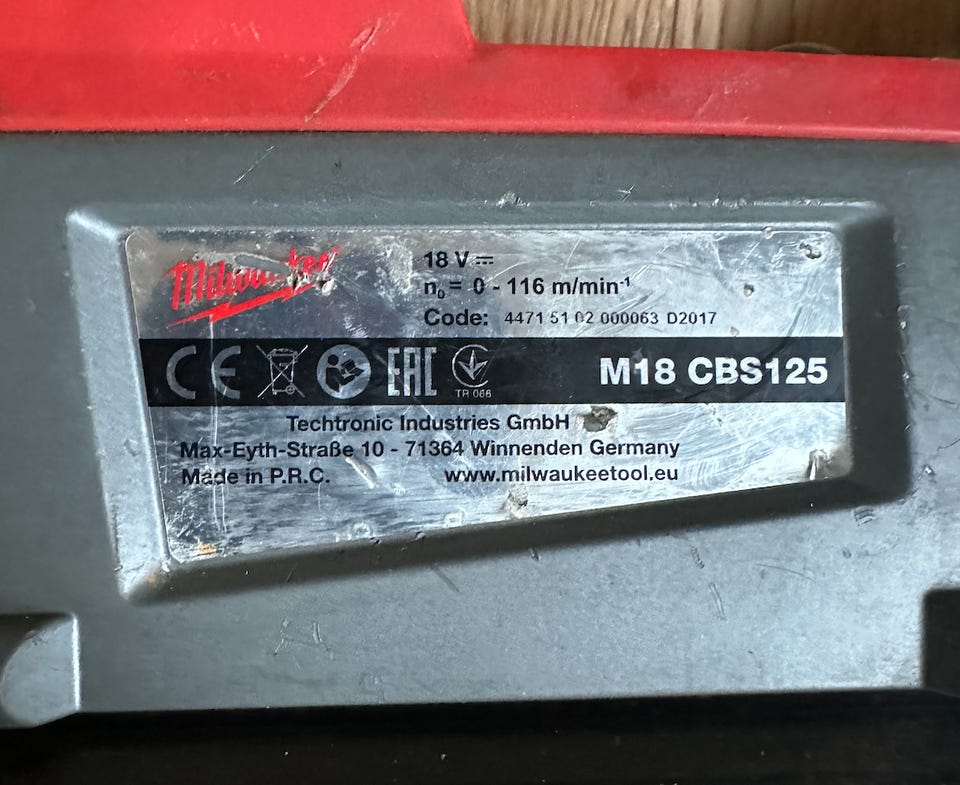 Milwaukee
18 V
n₀ = 0 - 116 m/min⁻¹
Code: 4471 51 02 000063 D2017
CE EAC TR 066 M18 CBS125
Techtronic Industries GmbH
Max-Eyth-Straße 10 - 71364 Winnenden Germany
Made in P.R.C. www.milwaukeetool.eu